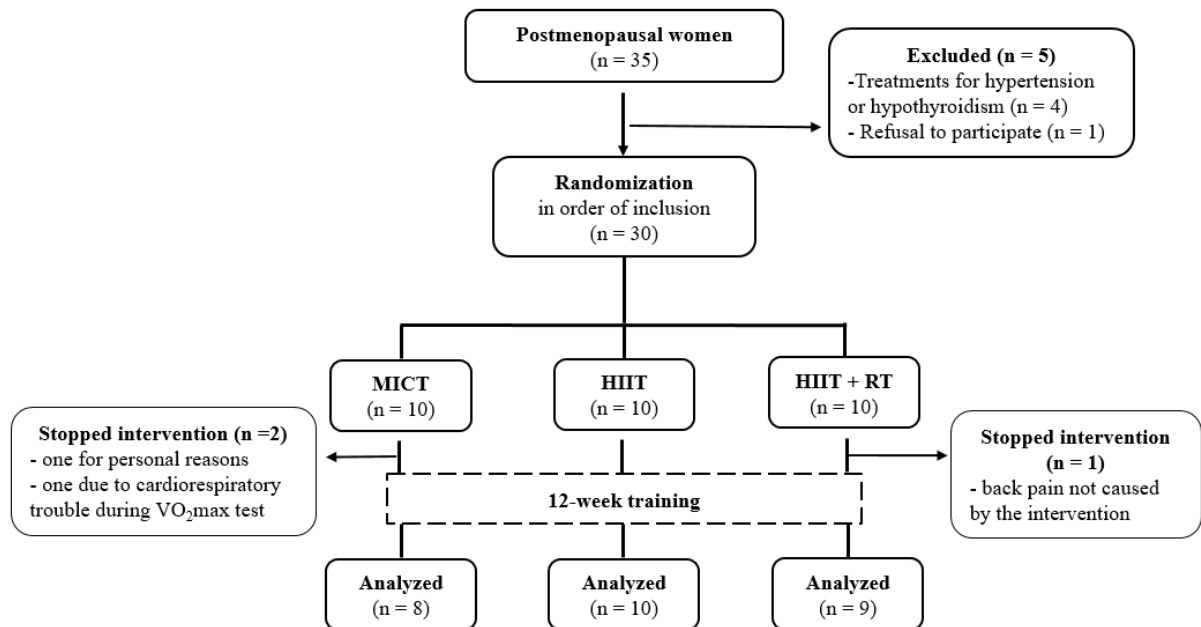 Postmenopausal women
(n = 35)
Excluded (n = 5)
-Treatments for hypertension
or hypothyroidism (n = 4)
- Refusal to participate (n = 1)
Randomization
in order of inclusion
(n = 30)
MICT
(n = 10)
HIIT
(n = 10)
HIIT + RT
(n = 10)
Stopped intervention (n =2)
- one for personal reasons
- one due to cardiorespiratory
trouble during VO₂max test
Stopped intervention
(n = 1)
- back pain not caused
by the intervention
12-week training
Analyzed
(n = 8)
Analyzed
(n = 10)
Analyzed
(n = 9)